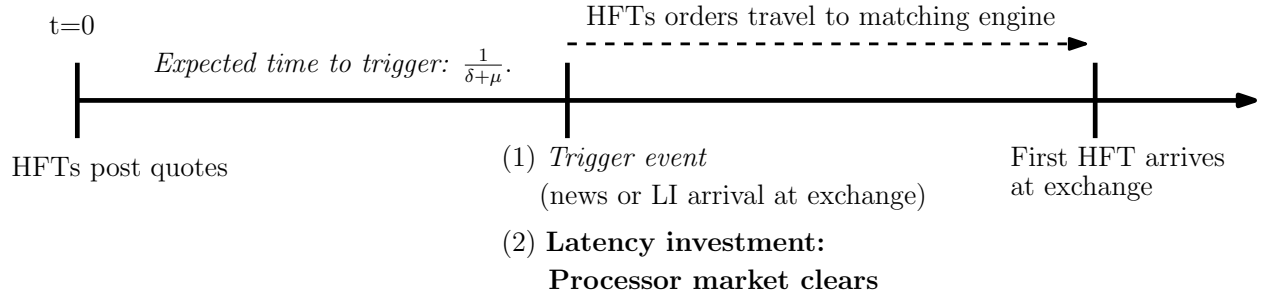 HFTs orders travel to matching engine
t=0
Expected time to trigger: 1/(δ+μ).
HFTs post quotes
(1) Trigger event
(news or LI arrival at exchange)
(2) Latency investment:
Processor market clears
First HFT arrives
at exchange